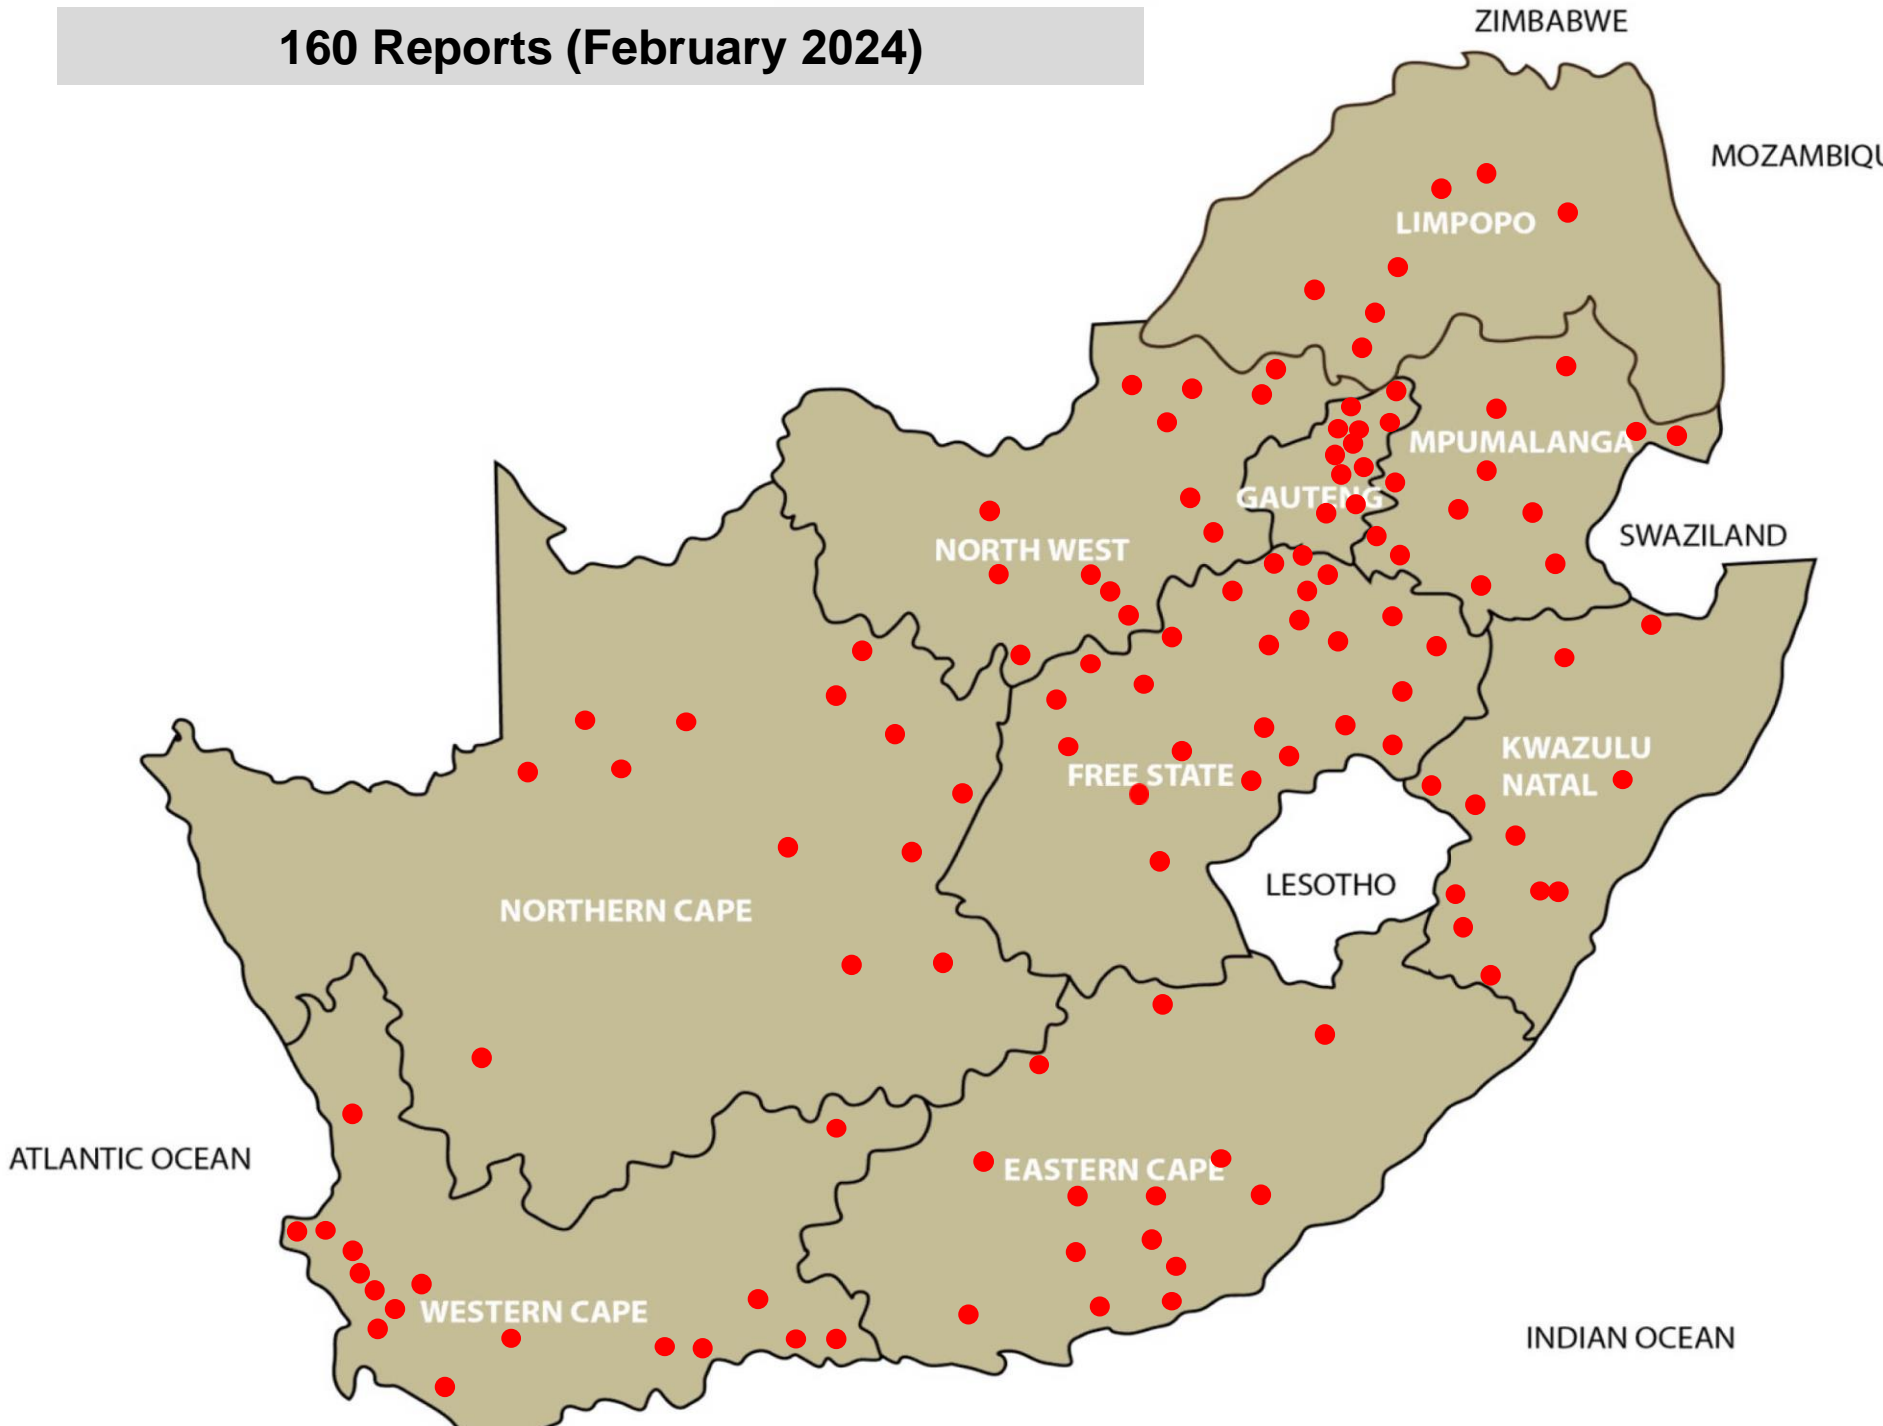 160 Reports (February 2024)
ZIMBABWE
MOZAMBIQU
LIMPOPO
MPUMALANGA
GAUTENG
SWAZILAND
NORTH WEST
KWAZULU
NATAL
FREE STATE
LESOTHO
NORTHERN CAPE
ATLANTIC OCEAN
EASTERN CAPE
WESTERN CAPE
INDIAN OCEAN